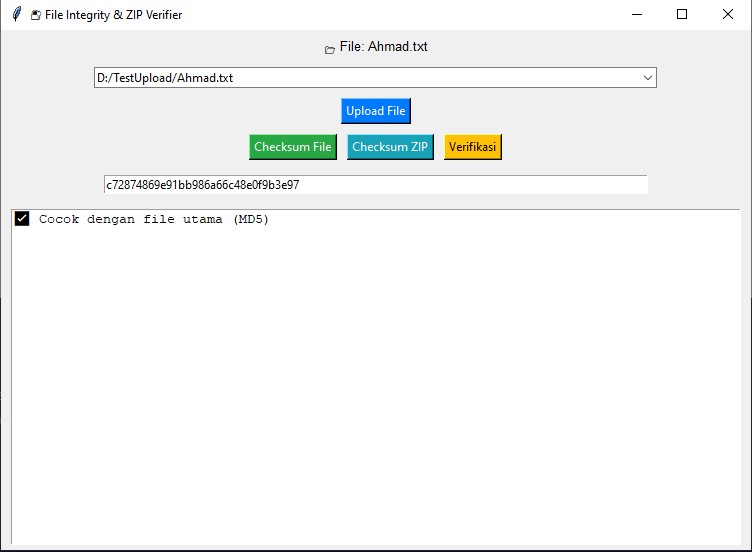 File Integrity & ZIP Verifier
File: Ahmad.txt
D:/TestUpload/Ahmad.txt
Upload File
Checksum File Checksum ZIP Verifikasi
c72874869e91bb986a66c48e0f9b3e97
Cocok dengan file utama (MD5)